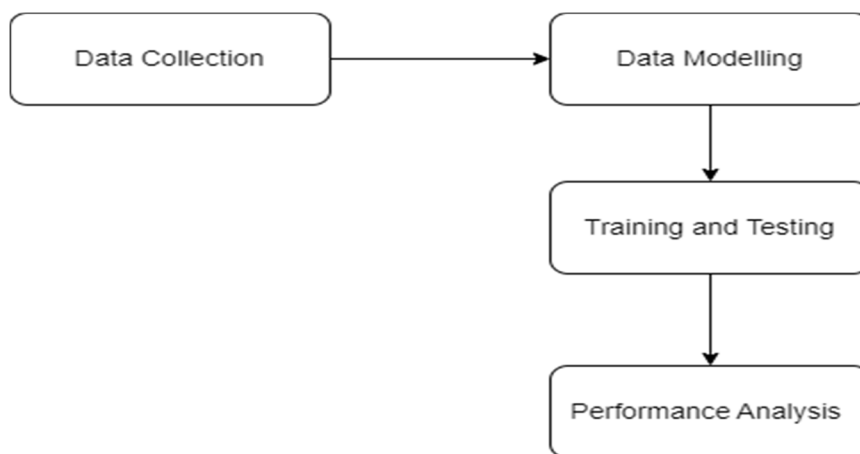 Data Collection
Data Modelling
Training and Testing
Performance Analysis